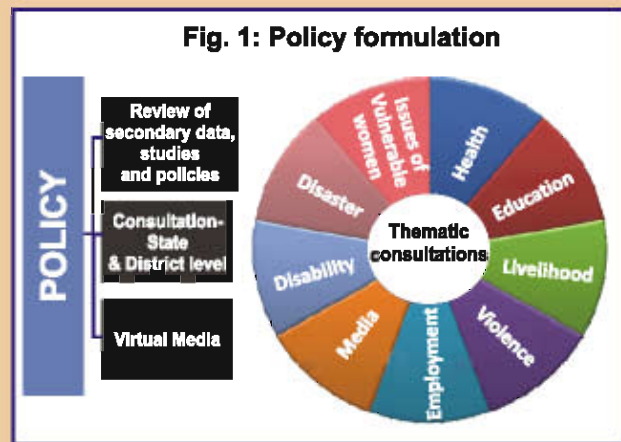 Fig. 1: Policy formulation
POLICY
Review of
secondary data,
studies
and policies
Consultation-
State
& District level
Virtual Media
Thematic
consultations
Health
Education
Livelihood
Violence
Employment
Media
Disability
Disaster
Issues of
Vulnerable
women